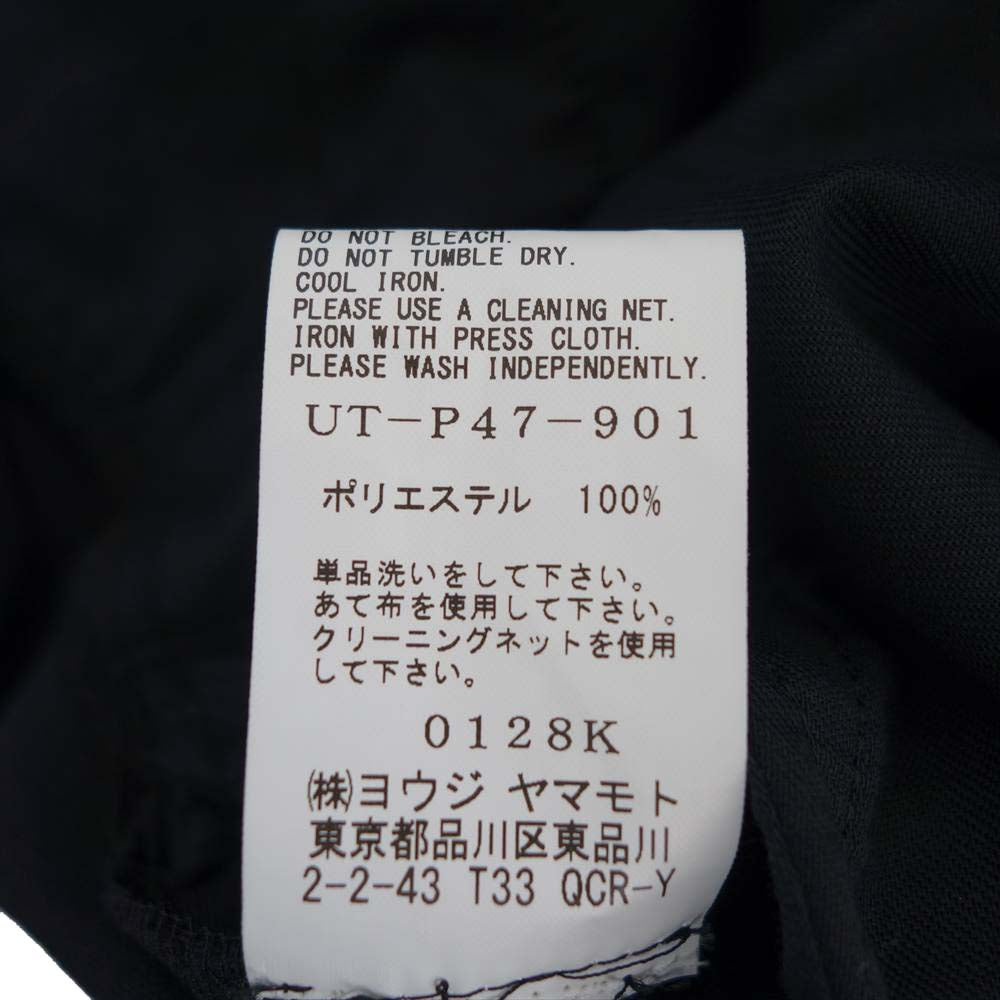 DO NOT BLEACH.
DO NOT TUMBLE DRY.
COOL IRON.
PLEASE USE A CLEANING NET.
IRON WITH PRESS CLOTH.
PLEASE WASH INDEPENDENTLY.
UT-P47-901
ポリエステル 100%
単品洗いをして下さい。
あて布を使用して下さい。
クリーニングネットを使用
して下さい。
0128K
㈱ヨウジ ヤマモト
東京都品川区東品川
2-2-43 T33 QCR-Y